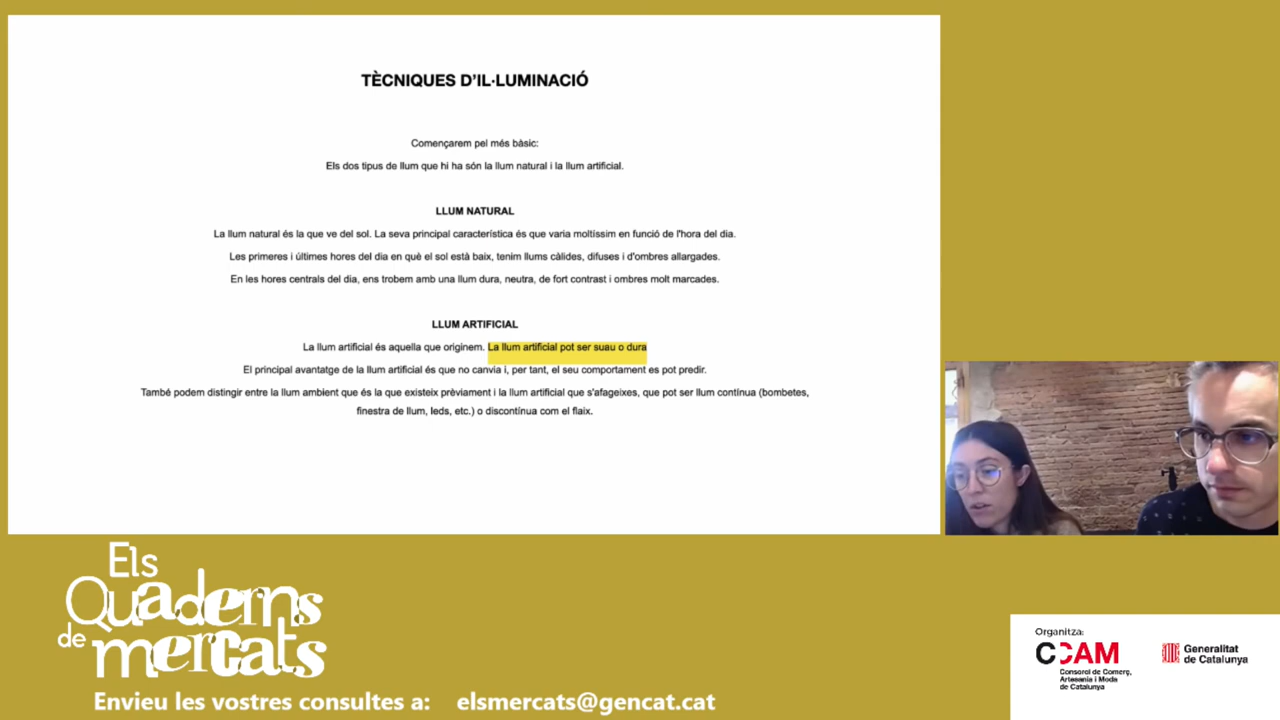 TÈCNIQUES D'IL·LUMINACIÓ
Començarem pel més bàsic:
Els dos tipus de llum que hi ha són la llum natural i la llum artificial.
LLUM NATURAL
La llum natural és la que ve del sol. La seva principal característica és que varia moltíssim en funció de l'hora del dia.
Les primeres i últimes hores del dia en què el sol està baix, tenim llums càlides, difuses i d'ombres allargades.
En les hores centrals del dia, ens trobem amb una llum dura, neutra, de fort contrast i ombres molt marcades.
LLUM ARTIFICIAL
La llum artificial és aquella que originem. La llum artificial pot ser suau o dura
El principal avantatge de la llum artificial és que no canvia i, per tant, el seu comportament es pot predir.
També podem distingir entre la llum ambient que és la que existeix prèviament i la llum artificial que s'afageixes, que pot ser llum contínua (bombetes,
finestra de llum, leds, etc.) o discontínua com el flaix.
Els
Quaderns
de mercats
Envieu les vostres consultes a: elsmercats@gencat.cat
Organitza:
CCAM
Consorci de Comerç,
Artesania i Moda
de Catalunya
Generalitat
de Catalunya